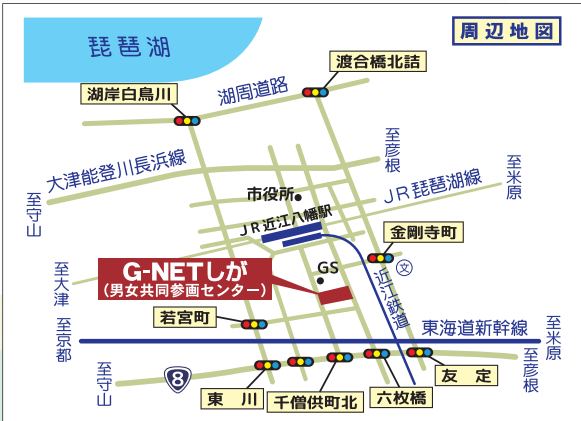 周辺地図
琵琶湖
渡合橋北詰
湖岸白鳥川
湖周道路
至彦根
大津能登川長浜線
至米原
JR琵琶湖線
至守山
市役所
JR近江八幡駅
金剛寺町
文
至大津
G-NETしが
(男女共同参画センター)
GS
近江鉄道
若宮町
至京都
東海道新幹線
至米原
至彦根
至守山
8
東川
千僧供町北
六枚橋
友定